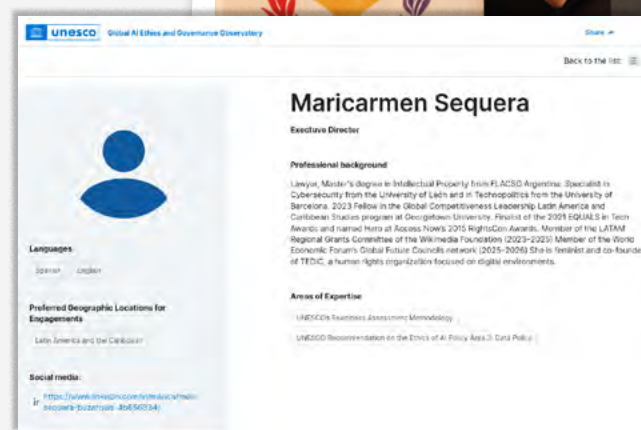 unesco
Global AI Ethics and Governance Observatory
Share
Back to the list
Maricarmen Sequera
Executive Director
Professional background
Lawyer, Master's degree in Intellectual Property from FLACSO Argentina. Specialist in
Cybersecurity from the University of León and in Technopolitics from the University of
Barcelona. 2023 Fellow in the Global Competitiveness Leadership Latin America and
Caribbean Studies program at Georgetown University. Finalist of the 2021 EQUALS in Tech
Awards and named Hero at Access Now's 2015 RightsCon Awards. Member of the LATAM
Regional Grants Committee of the Wikimedia Foundation (2023-2025) Member of the World
Economic Forum's Global Future Councils network (2025-2026) She is feminist and co-founde
of TEDIC, a human rights organization focused on digital environments.
Languages
Spanish English
Preferred Geographic Locations for
Engagements
Latin America and the Caribbean
Areas of Expertise
UNESCO's Readiness Assessment Methodology
UNESCO Recommendation on the Ethics of AI Policy Area 3: Data Policy
Social media: